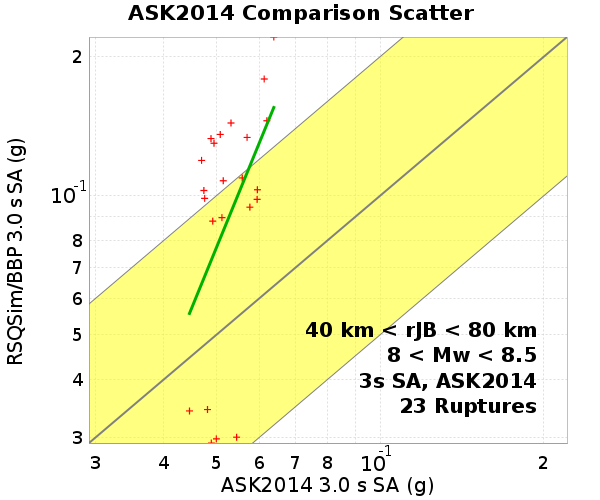 ASK2014 Comparison Scatter
RSQSim/BBP 3.0 s SA (g)
2
10-1
8
7
6
5
4
3
40 km < rJB < 80 km
8 < Mw < 8.5
3s SA, ASK2014
23 Ruptures
3 4 5 6 7 8 10-1 2
ASK2014 3.0 s SA (g)